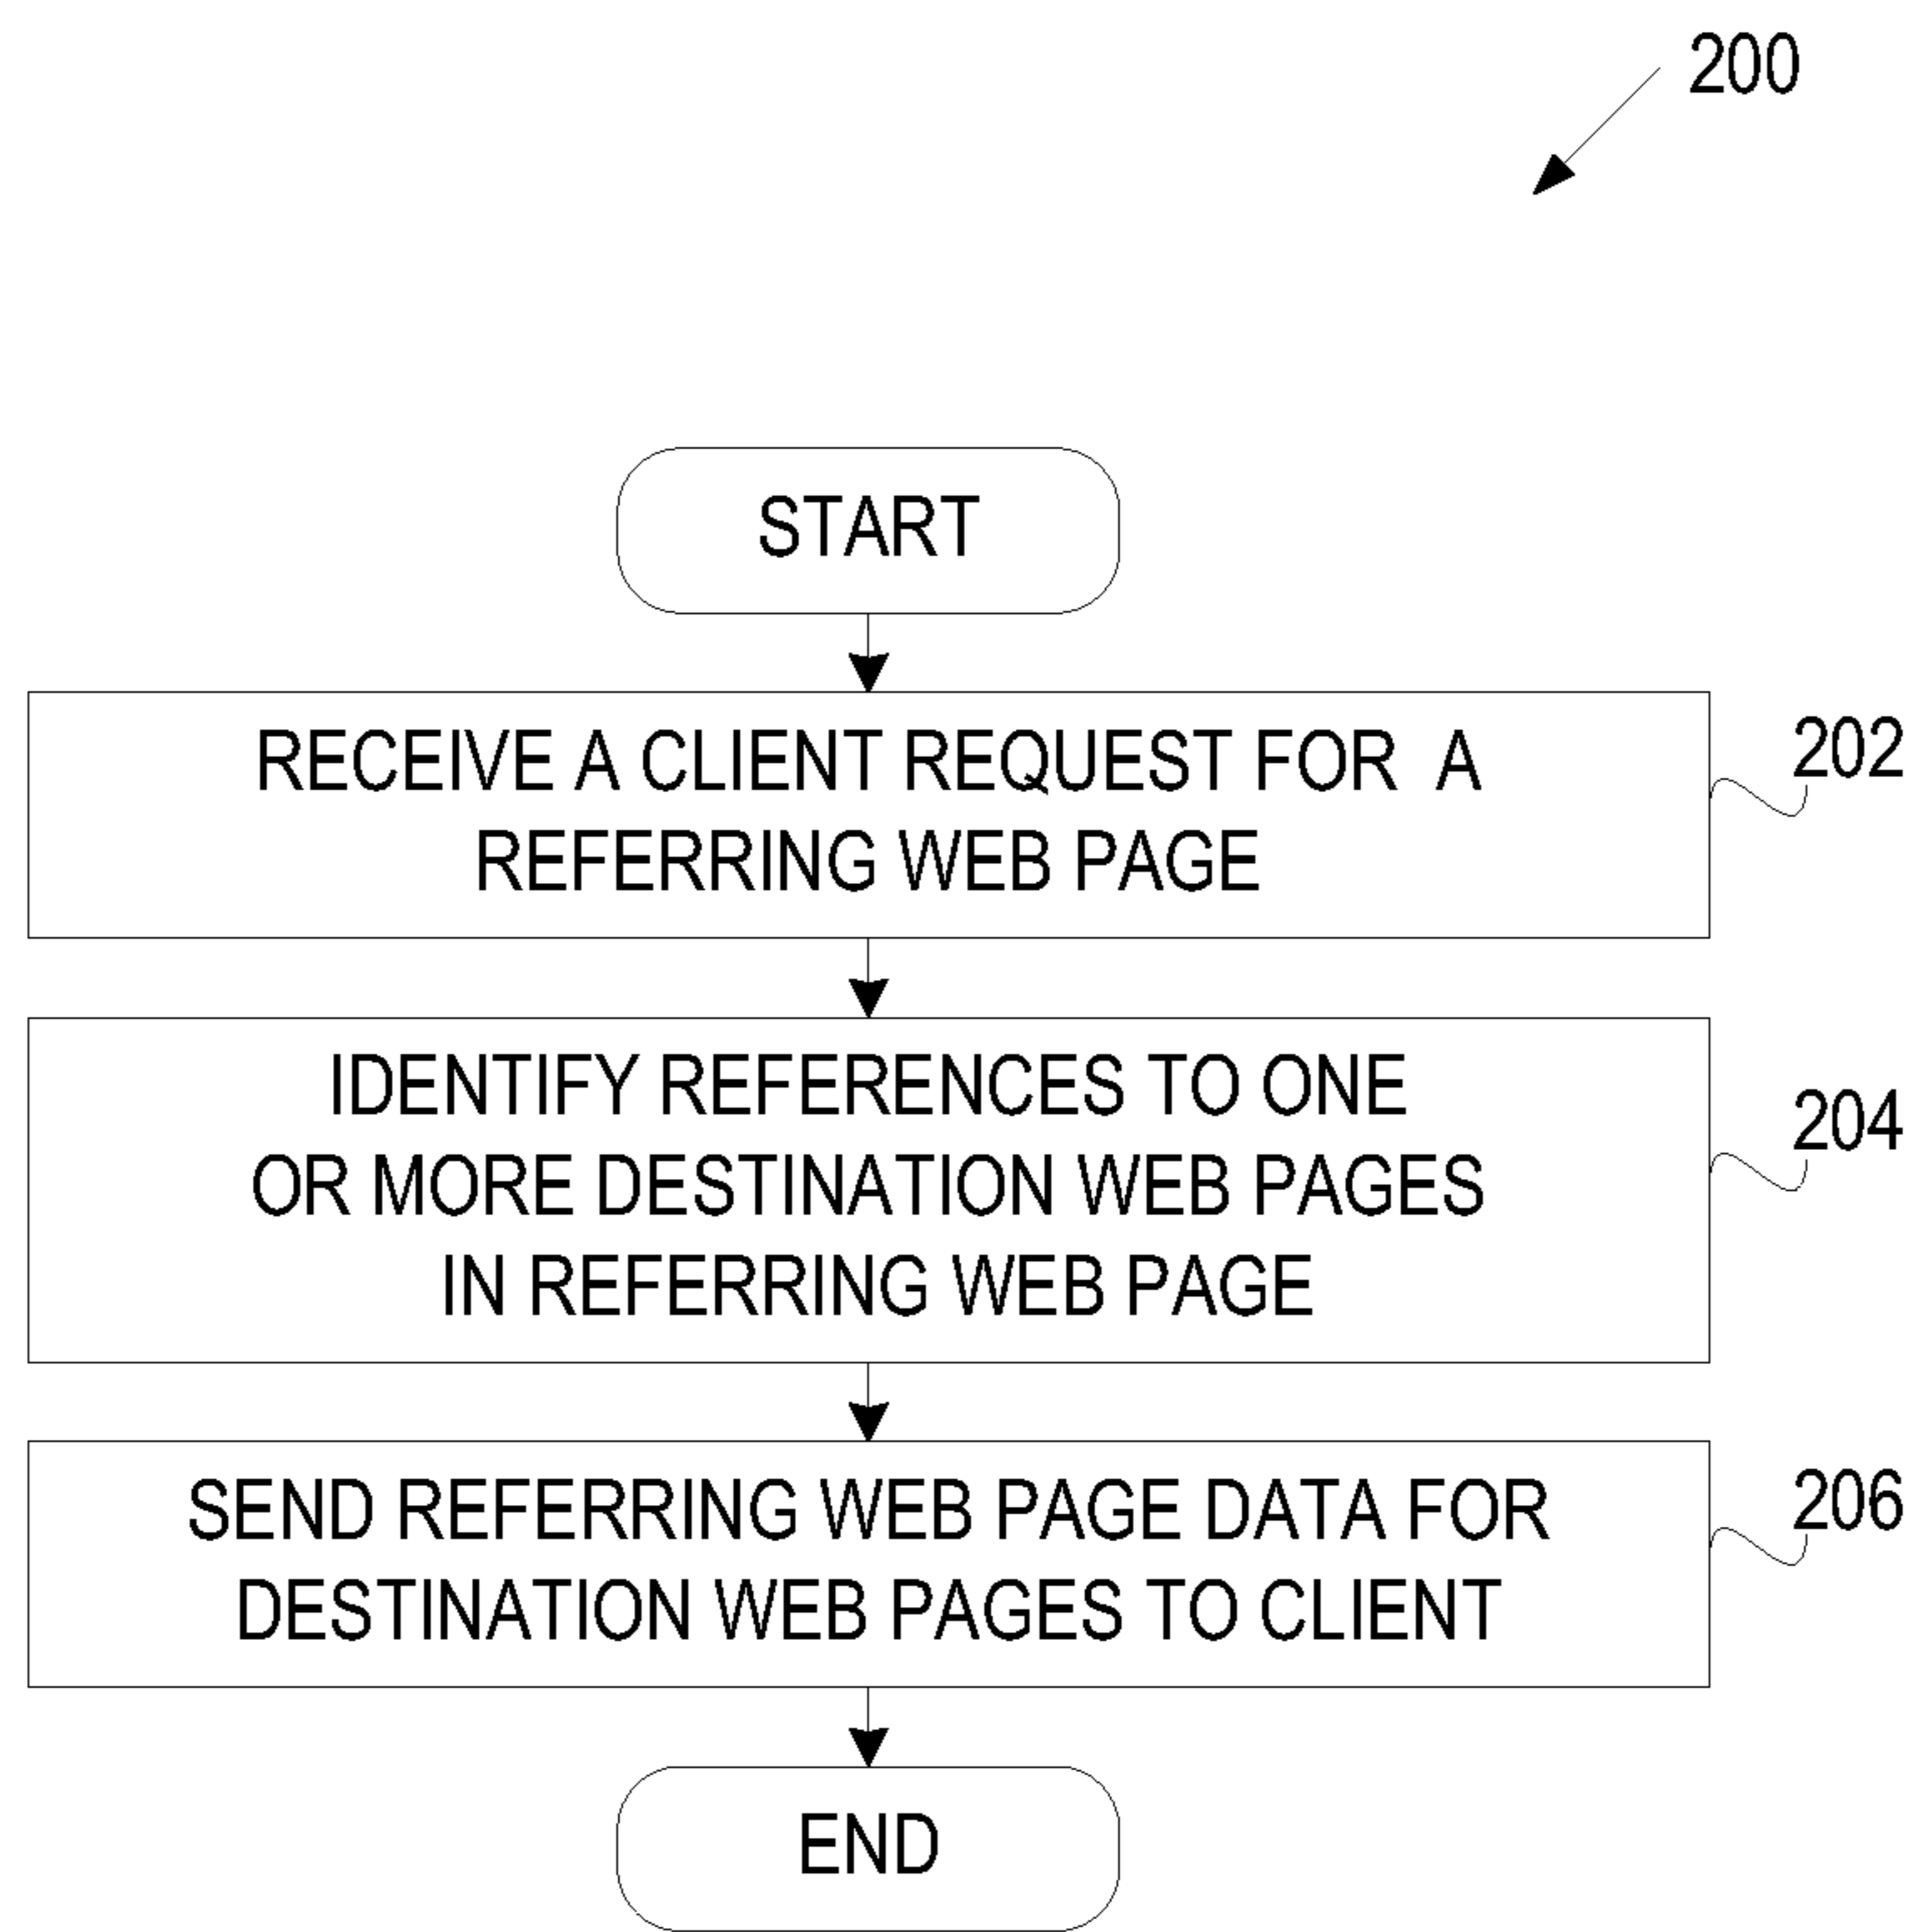 200
START
RECEIVE A CLIENT REQUEST FOR A
REFERRING WEB PAGE
202
IDENTIFY REFERENCES TO ONE
OR MORE DESTINATION WEB PAGES
IN REFERRING WEB PAGE
204
SEND REFERRING WEB PAGE DATA FOR
DESTINATION WEB PAGES TO CLIENT
206
END